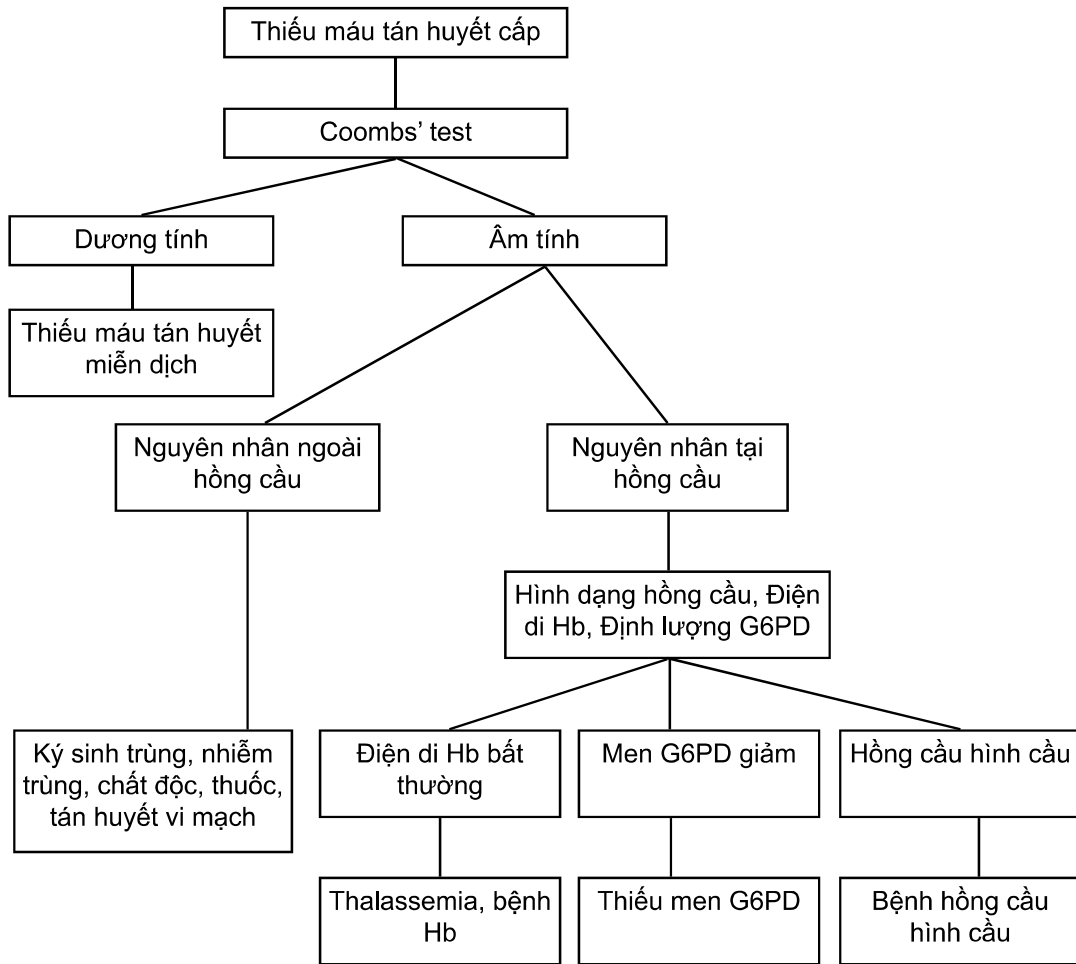 Thiếu máu tán huyết cấp
Coombs’ test
Dương tính
Âm tính
Thiếu máu tán huyết
miễn dịch
Nguyên nhân ngoài
hồng cầu
Nguyên nhân tại
hồng cầu
Hình dạng hồng cầu, Điện
di Hb, Định lượng G6PD
Ký sinh trùng, nhiễm
trùng, chất độc, thuốc,
tán huyết vi mạch
Điện di Hb bất
thường
Men G6PD giảm
Hồng cầu hình cầu
Thalassemia, bệnh
Hb
Thiếu men G6PD
Bệnh hồng cầu
hình cầu